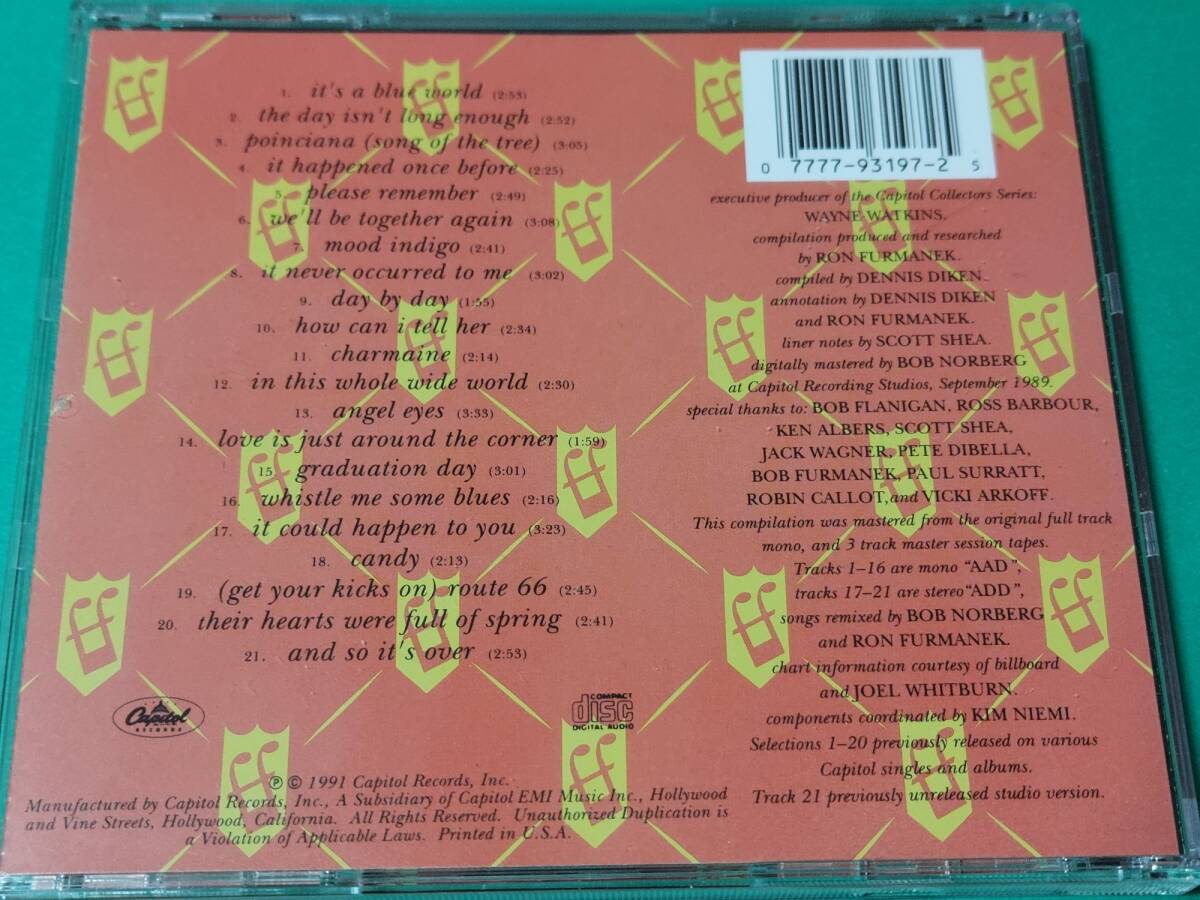 1. it's a blue world (2:53)
2. the day isn't long enough (2:52)
3. poinciana (song of the tree) (3:05)
4. it happened once before (2:25)
5. please remember (2:49)
6. we'll be together again (3:08)
7. mood indigo (2:41)
8. it never occurred to me (3:02)
9. day by day (1:55)
10. how can i tell her (2:34)
11. charmaine (2:14)
12. in this whole wide world (2:30)
13. angel eyes (3:33)
14. love is just around the corner (1:59)
15. graduation day (3:01)
16. whistle me some blues (2:16)
17. it could happen to you (3:23)
18. candy (2:13)
19. (get your kicks on) route 66 (2:45)
20. their hearts were full of spring (2:41)
21. and so it's over (2:53)
Capitol
RECORDS
COMPACT
disc
DIGITAL AUDIO
℗ © 1991 Capitol Records, Inc.
Manufactured by Capitol Records, Inc., A Subsidiary of Capitol EMI Music Inc., Hollywood
and Vine Streets, Hollywood, California. All Rights Reserved. Unauthorized Duplication is
a Violation of Applicable Laws. Printed in U.S.A.
0 7777-93197-2 5
executive producer of the Capitol Collectors Series:
WAYNE WATKINS.
compilation produced and researched
by RON FURMANEK.
compiled by DENNIS DIKEN.
annotation by DENNIS DIKEN
and RON FURMANEK.
liner notes by SCOTT SHEA.
digitally mastered by BOB NORBERG
at Capitol Recording Studios, September 1989.
special thanks to: BOB FLANIGAN, ROSS BARBOUR,
KEN ALBERS, SCOTT SHEA,
JACK WAGNER, PETE DIBELLA,
BOB FURMANEK, PAUL SURRATT,
ROBIN CALLOT, and VICKI ARKOFF.
This compilation was mastered from the original full track
mono, and 3 track master session tapes.
Tracks 1–16 are mono "AAD",
tracks 17–21 are stereo "ADD",
songs remixed by BOB NORBERG
and RON FURMANEK.
chart information courtesy of billboard
and JOEL WHITBURN.
components coordinated by KIM NIEMI.
Selections 1–20 previously released on various
Capitol singles and albums.
Track 21 previously unreleased studio version.